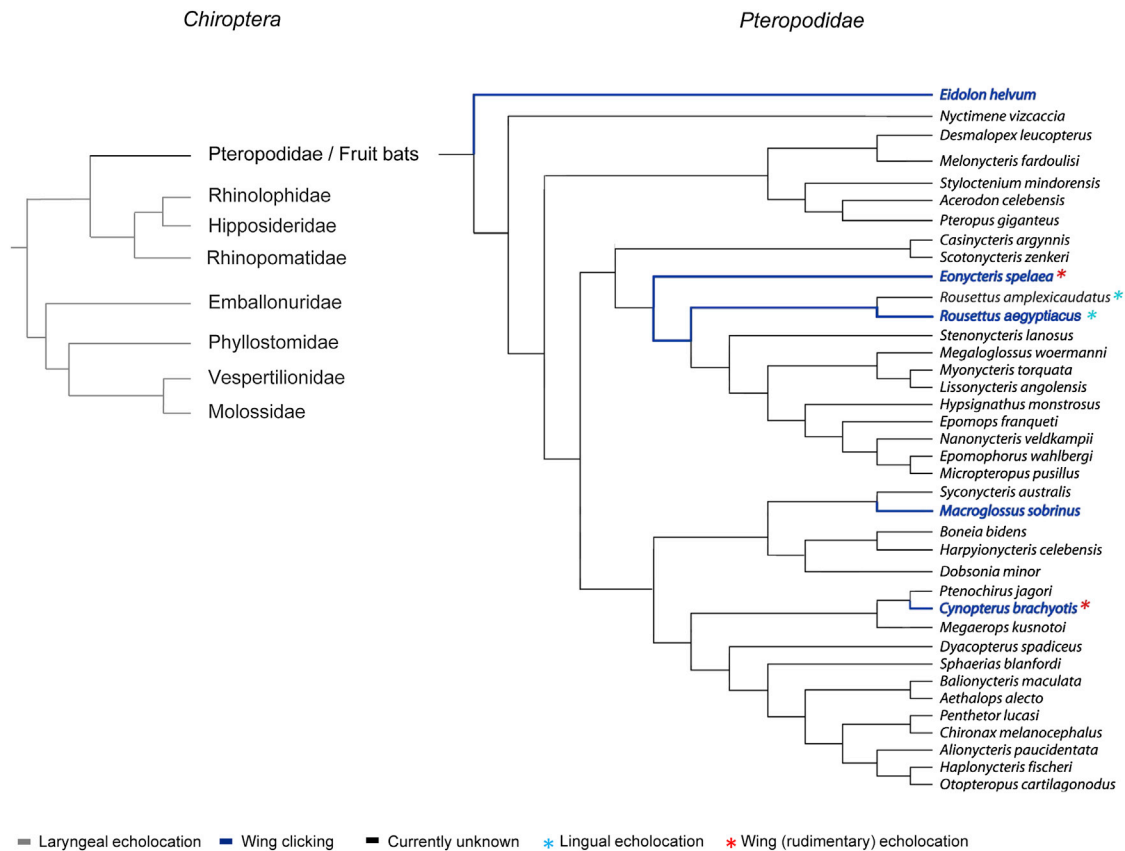 Chiroptera
Pteropodidae
Pteropodidae / Fruit bats
Rhinolophidae
Hipposideridae
Rhinopomatidae
Emballonuridae
Phyllostomidae
Vespertilionidae
Molossidae
Eidolon helvum
Nyctimene vizcaccia
Desmalopex leucopterus
Melonycteris fardoulisi
Styloctenium mindorensis
Acerodon celebensis
Pteropus giganteus
Casinycteris argynnis
Scotonycteris zenkeri
Eonycteris spelaea *
Rousettus amplexicaudatus *
Rousettus aegyptiacus *
Stenonycteris lanosus
Megaloglossus woermanni
Myonycteris torquata
Lissonycteris angolensis
Hypsignathus monstrosus
Epomops franqueti
Nanonycteris veldkampii
Epomophorus wahlbergi
Micropteropus pusillus
Syconycteris australis
Macroglossus sobrinus
Boneia bidens
Harpyionycteris celebensis
Dobsonia minor
Ptenochirus jagori
Cynopterus brachyotis *
Megaerops kusnotoi
Dyacopterus spadiceus
Sphaerias blanfordi
Balionycteris maculata
Aethalops alecto
Penthetor lucasi
Chironax melanocephalus
Alionycteris paucidentata
Haplonycteris fischeri
Otopteropus cartilagonodus
Laryngeal echolocation Wing clicking Currently unknown * Lingual echolocation * Wing (rudimentary) echolocation